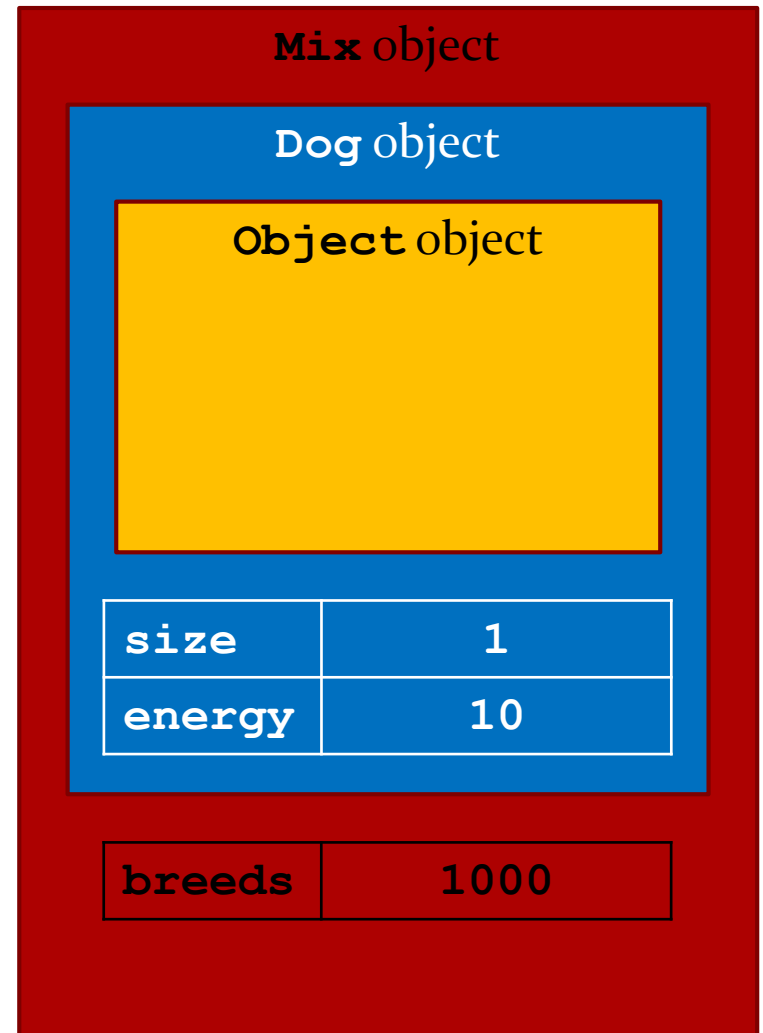 Mix object
Dog object
Object object
size 1
energy 10
breeds 1000